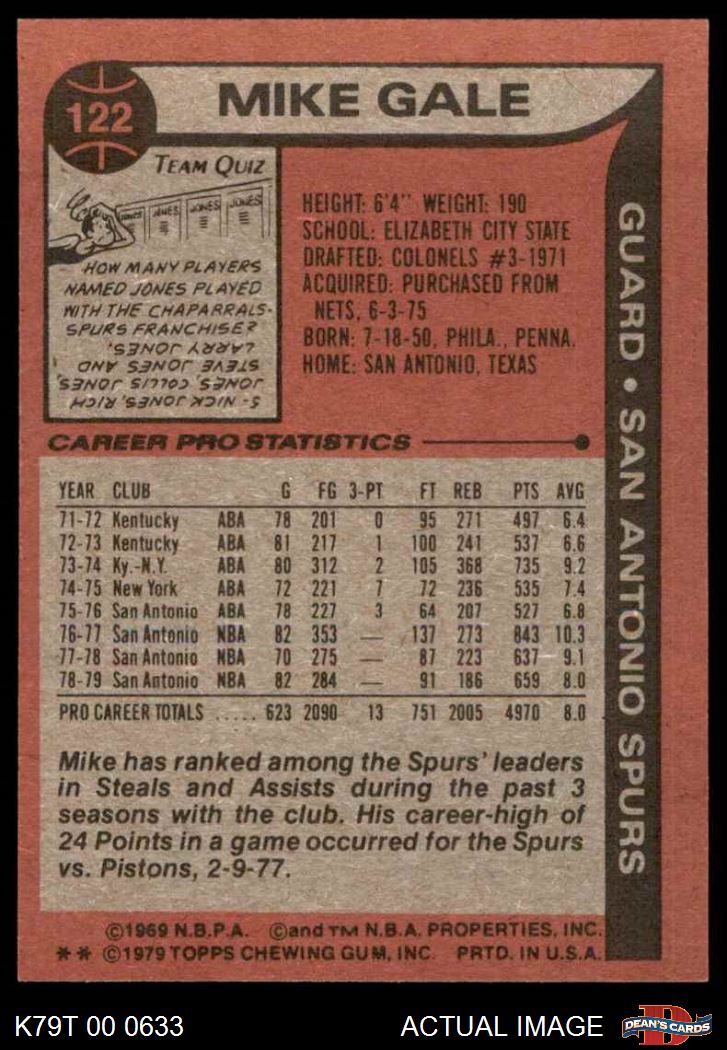 122
MIKE GALE
TEAM QUIZ
JONES JONES JONES JONES
HOW MANY PLAYERS
NAMED JONES PLAYED
WITH THE CHAPARRALS-
SPURS FRANCHISE?
5 - NICK JONES, RICH
JONES, COLLIS JONES,
STEVE JONES AND
LARRY JONES.
HEIGHT: 6'4" WEIGHT: 190
SCHOOL: ELIZABETH CITY STATE
DRAFTED: COLONELS #3-1971
ACQUIRED: PURCHASED FROM
NETS, 6-3-75
BORN: 7-18-50, PHILA., PENNA.
HOME: SAN ANTONIO, TEXAS
GUARD • SAN ANTONIO SPURS
CAREER PRO STATISTICS
YEAR CLUB G FG 3-PT FT REB PTS AVG
71-72 Kentucky ABA 78 201 0 95 271 497 6.4
72-73 Kentucky ABA 81 217 1 100 241 537 6.6
73-74 Ky.-N.Y. ABA 80 312 2 105 368 735 9.2
74-75 New York ABA 72 221 7 72 236 535 7.4
75-76 San Antonio ABA 78 227 3 64 207 527 6.8
76-77 San Antonio NBA 82 353 — 137 273 843 10.3
77-78 San Antonio NBA 70 275 — 87 223 637 9.1
78-79 San Antonio NBA 82 284 — 91 186 659 8.0
PRO CAREER TOTALS ..... 623 2090 13 751 2005 4970 8.0
Mike has ranked among the Spurs' leaders
in Steals and Assists during the past 3
seasons with the club. His career-high of
24 Points in a game occurred for the Spurs
vs. Pistons, 2-9-77.
©1969 N.B.P.A. ©and TM N.B.A. PROPERTIES, INC.
** ©1979 TOPPS CHEWING GUM, INC. PRTD. IN U.S.A.
K79T 00 0633
ACTUAL IMAGE
D
DEAN'S CARDS